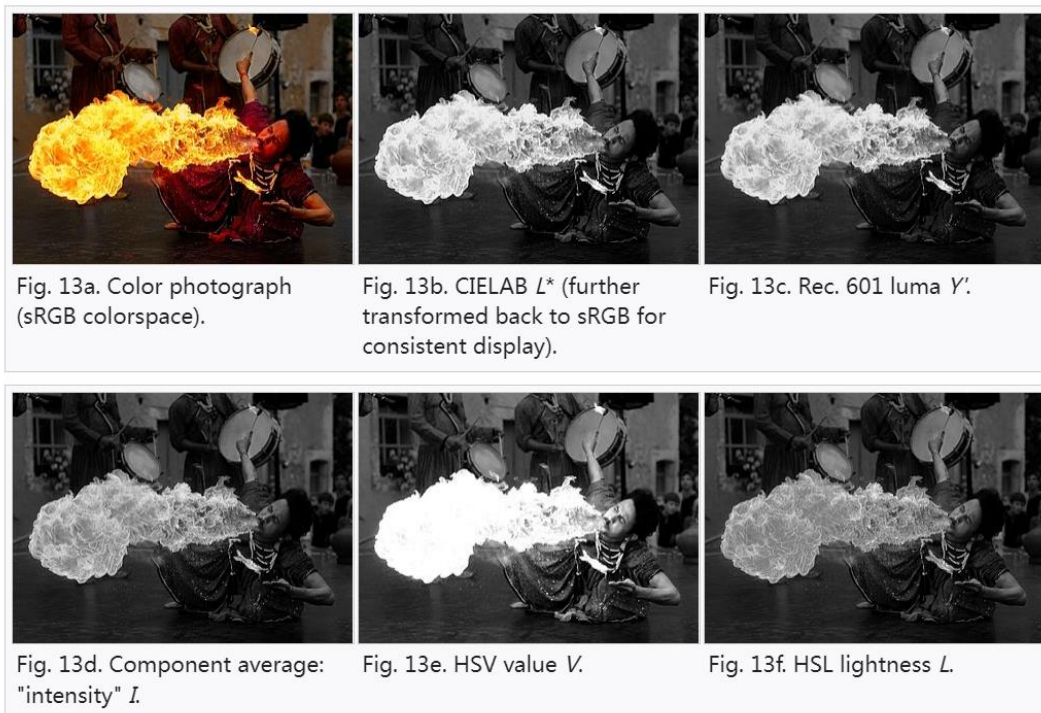 Fig. 13a. Color photograph
(sRGB colorspace).
Fig. 13b. CIELAB L* (further
transformed back to sRGB for
consistent display).
Fig. 13c. Rec. 601 luma Y′.
Fig. 13d. Component average:
"intensity" I.
Fig. 13e. HSV value V.
Fig. 13f. HSL lightness L.